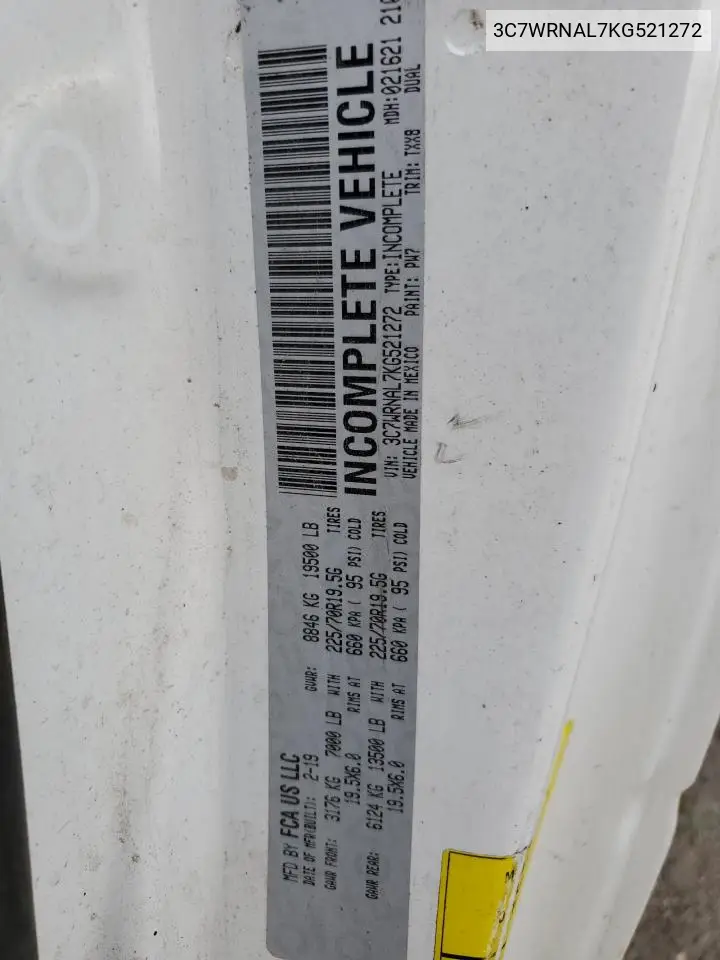 3C7WRNAL7KG521272
MFD BY FCA US LLC
DATE OF MFR(BUILT): 2-19 GVWR: 8846 KG 19500 LB
GAWR FRONT: 3176 KG 7000 LB WITH 225/70R19.5G TIRES
19.5X6.0 RIMS AT 660 KPA ( 95 PSI) COLD
GAWR REAR: 6124 KG 13500 LB WITH 225/70R19.5G TIRES
19.5X6.0 RIMS AT 660 KPA ( 95 PSI) COLD
INCOMPLETE VEHICLE
VIN: 3C7WRNAL7KG521272 TYPE: INCOMPLETE MDH: 021621 210
VEHICLE MADE IN MEXICO PAINT: PW7 TRIM: TXX8 DUAL